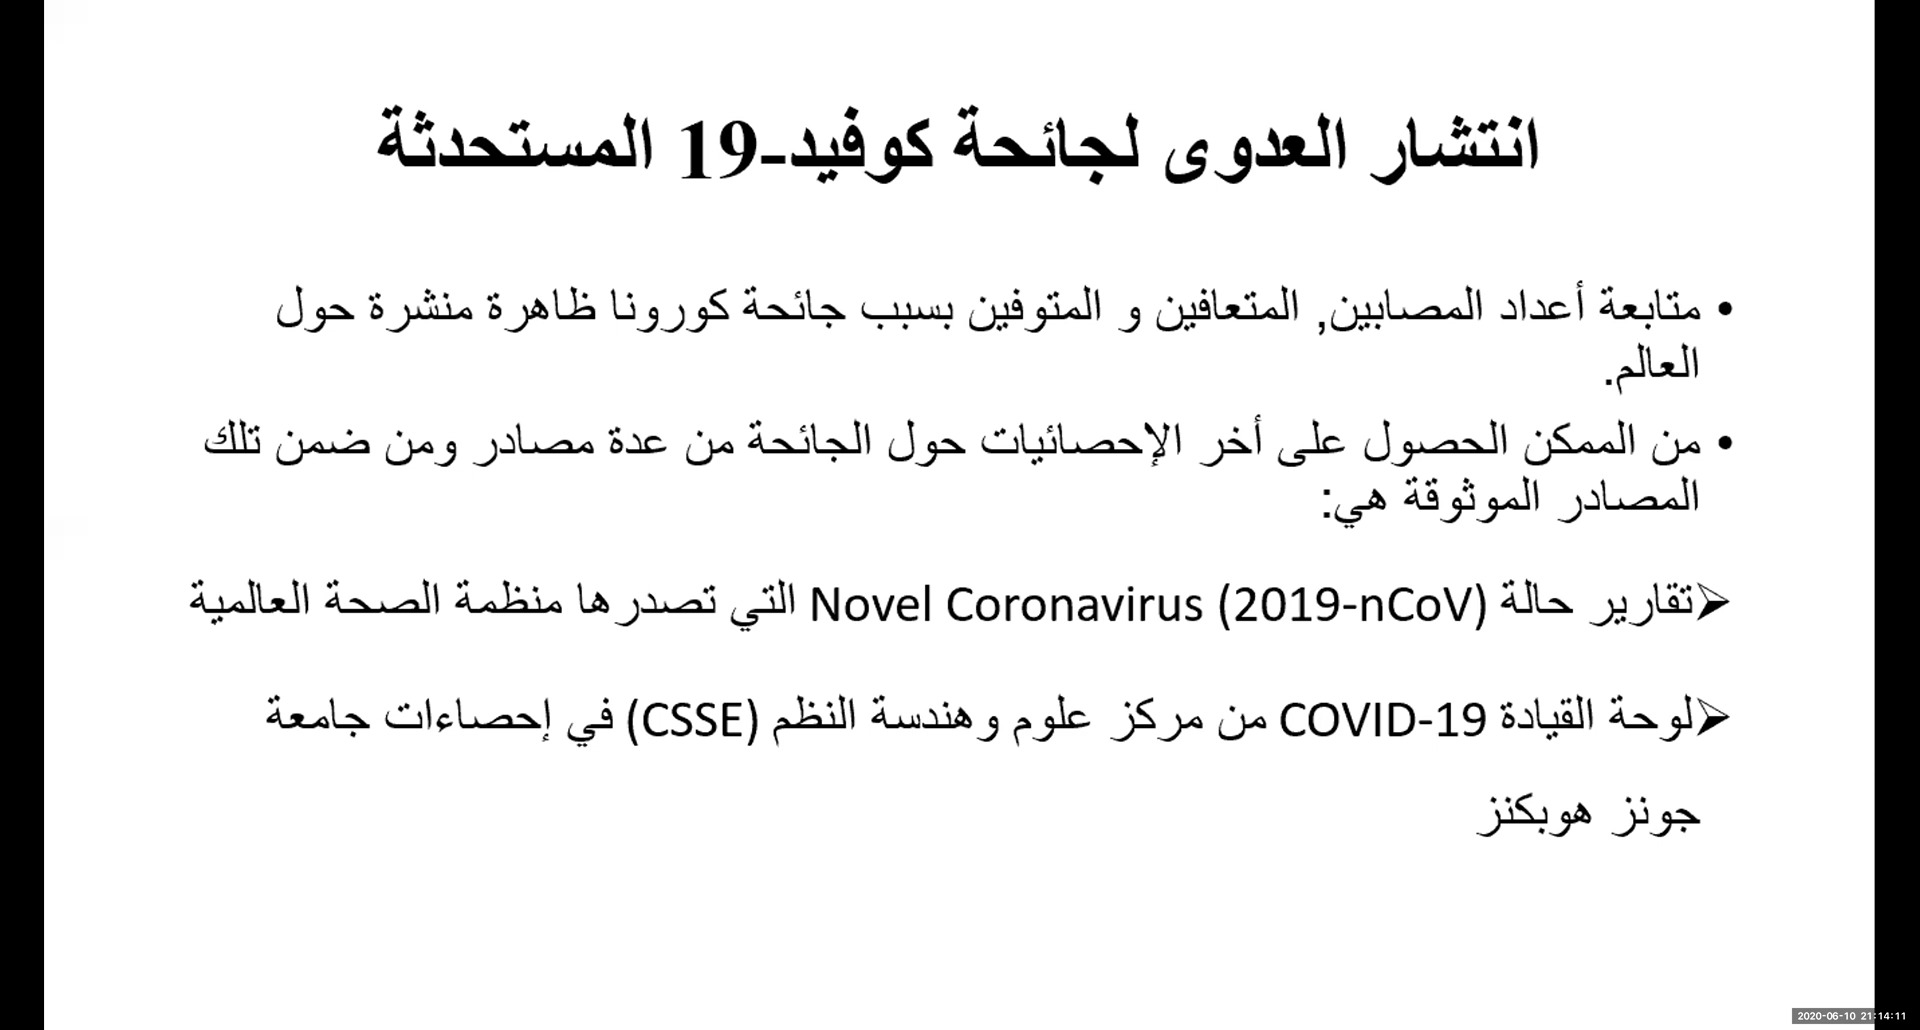 انتشار العدوى لجائحة كوفيد-19 المستحدثة
• متابعة أعداد المصابين, المتعافين و المتوفين بسبب جائحة كورونا ظاهرة منشرة حول
العالم.
• من الممكن الحصول على أخر الإحصائيات حول الجائحة من عدة مصادر ومن ضمن تلك
المصادر الموثوقة هي:
➢تقارير حالة Novel Coronavirus (2019-nCoV) التي تصدرها منظمة الصحة العالمية
➢لوحة القيادة COVID-19 من مركز علوم وهندسة النظم (CSSE) في إحصاءات جامعة
جونز هوبكنز
2020-06-10 21:14:11